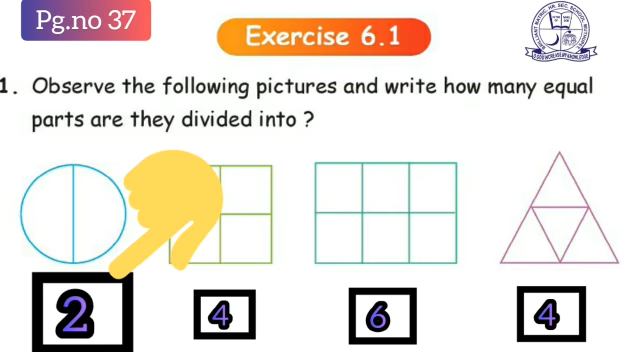 Pg.no 37
Exercise 6.1
1. Observe the following pictures and write how many equal
parts are they divided into ?
2
4
6
4